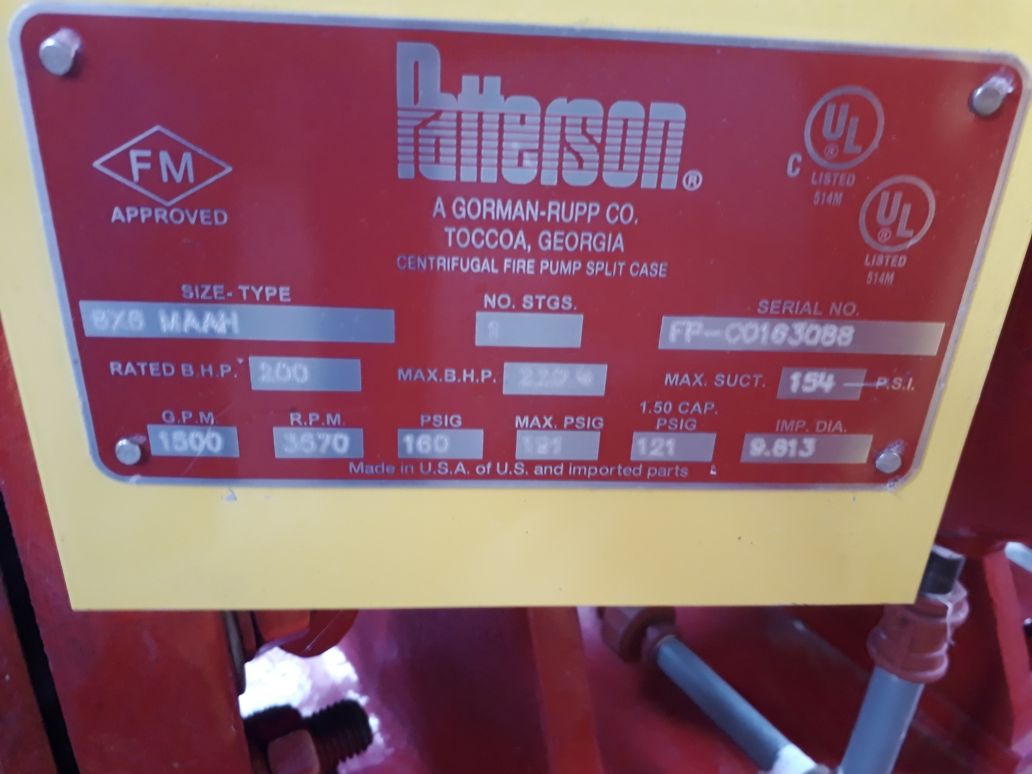 Patterson®
FM
APPROVED
C UL ®
LISTED
514M
UL ®
LISTED
514M
A GORMAN-RUPP CO.
TOCCOA, GEORGIA
CENTRIFUGAL FIRE PUMP SPLIT CASE
SIZE-TYPE NO. STGS. SERIAL NO.
MAAH 1 FP-00163088
RATED B.H.P. 200 MAX.B.H.P. MAX. SUCT. 154 P.S.I.
G.P.M. R.P.M. PSIG MAX. PSIG 1.50 CAP. PSIG IMP. DIA.
1500 3570 160 121 9.813
Made in U.S.A. of U.S. and imported parts